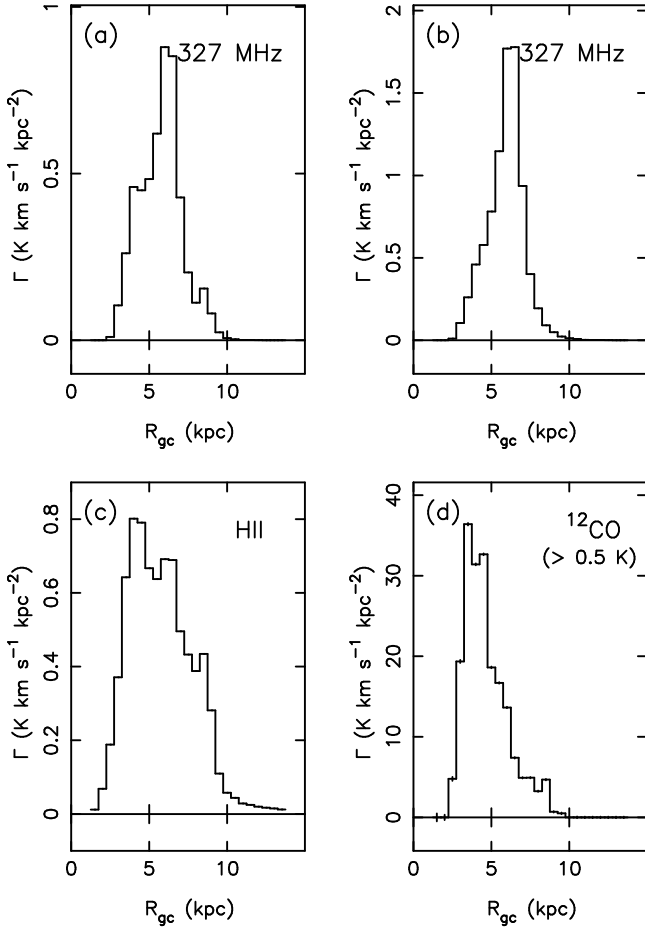 (a)
327 MHz
Γ (K km s⁻¹ kpc⁻²)
1
0.5
0
0 5 10
R_gc (kpc)
(b)
327 MHz
Γ (K km s⁻¹ kpc⁻²)
2
1.5
1
0.5
0
0 5 10
R_gc (kpc)
(c)
HII
Γ (K km s⁻¹ kpc⁻²)
0.8
0.6
0.4
0.2
0
0 5 10
R_gc (kpc)
(d)
¹²CO
(> 0.5 K)
Γ (K km s⁻¹ kpc⁻²)
40
30
20
10
0
0 5 10
R_gc (kpc)